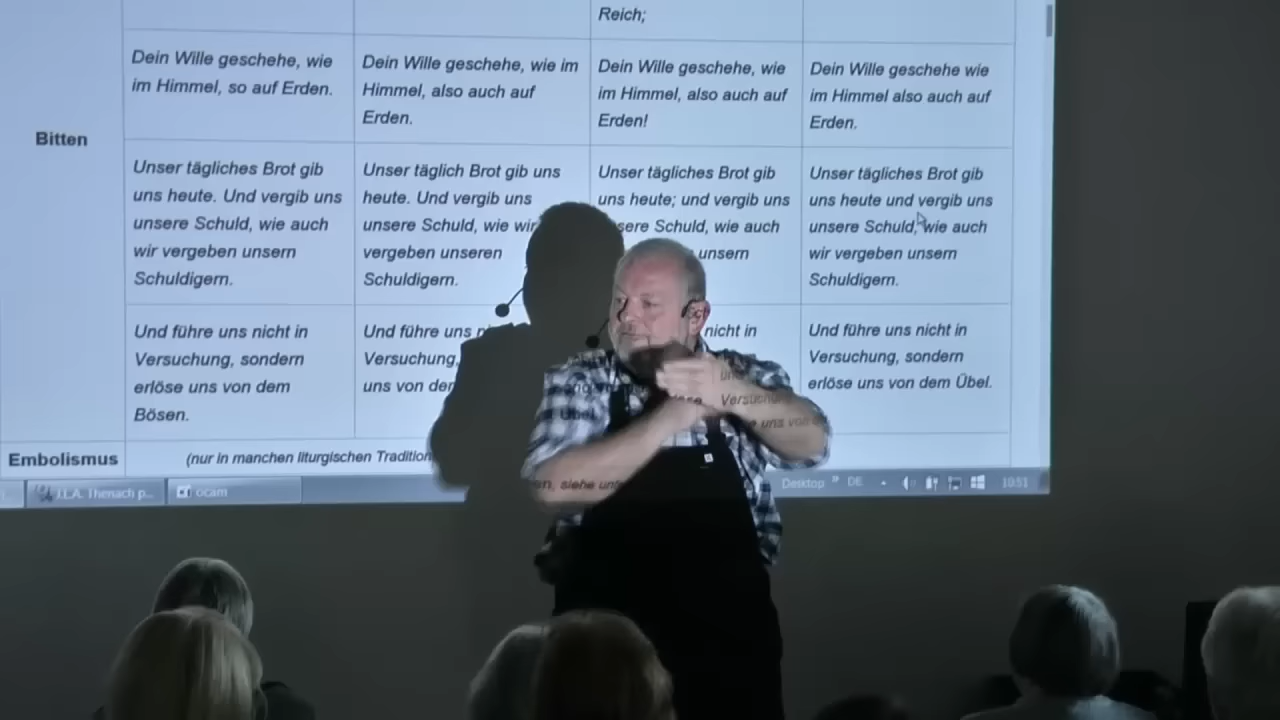 Reich;
Dein Wille geschehe, wie
im Himmel, so auf Erden.
Dein Wille geschehe, wie im
Himmel, also auch auf
Erden.
Dein Wille geschehe, wie
im Himmel, also auch auf
Erden!
Dein Wille geschehe wie
im Himmel also auch auf
Erden.
Bitten
Unser tägliches Brot gib
uns heute. Und vergib uns
unsere Schuld, wie auch
wir vergeben unsern
Schuldigern.
Unser täglich Brot gib uns
heute. Und vergib uns
unsere Schuld, wie wir
vergeben unseren
Schuldigern.
Unser tägliches Brot gib
uns heute; und vergib uns
sere Schuld, wie auch
unsern
Unser tägliches Brot gib
uns heute und vergib uns
unsere Schuld, wie auch
wir vergeben unsern
Schuldigern.
Und führe uns nicht in
Versuchung, sondern
erlöse uns von dem
Bösen.
Und führe uns
Versuchung,
uns von
nicht in
Und führe uns nicht in
Versuchung, sondern
erlöse uns von dem Übel.
Embolismus
(nur in manchen liturgischen Tradition
en, siehe unt
J.L.A. Thenach p...
ocam
Desktop
DE
10:51